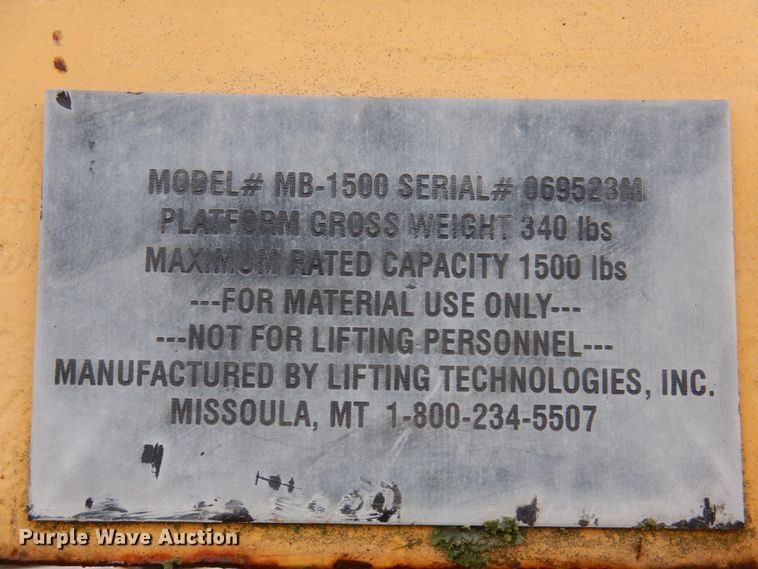 MODEL# MB-1500 SERIAL# 069523M
PLATFORM GROSS WEIGHT 340 lbs
MAXIMUM RATED CAPACITY 1500 lbs
---FOR MATERIAL USE ONLY---
---NOT FOR LIFTING PERSONNEL---
MANUFACTURED BY LIFTING TECHNOLOGIES, INC.
MISSOULA, MT 1-800-234-5507
Purple Wave Auction